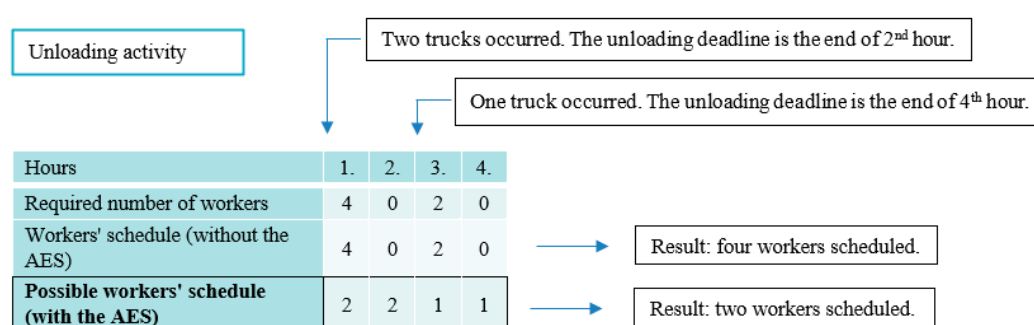 Two trucks occurred. The unloading deadline is the end of 2nd hour.
Unloading activity
One truck occurred. The unloading deadline is the end of 4th hour.
Hours 1. 2. 3. 4.
Required number of workers 4 0 2 0
Workers' schedule (without the
AES) 4 0 2 0
Result: four workers scheduled.
Possible workers' schedule
(with the AES) 2 2 1 1
Result: two workers scheduled.